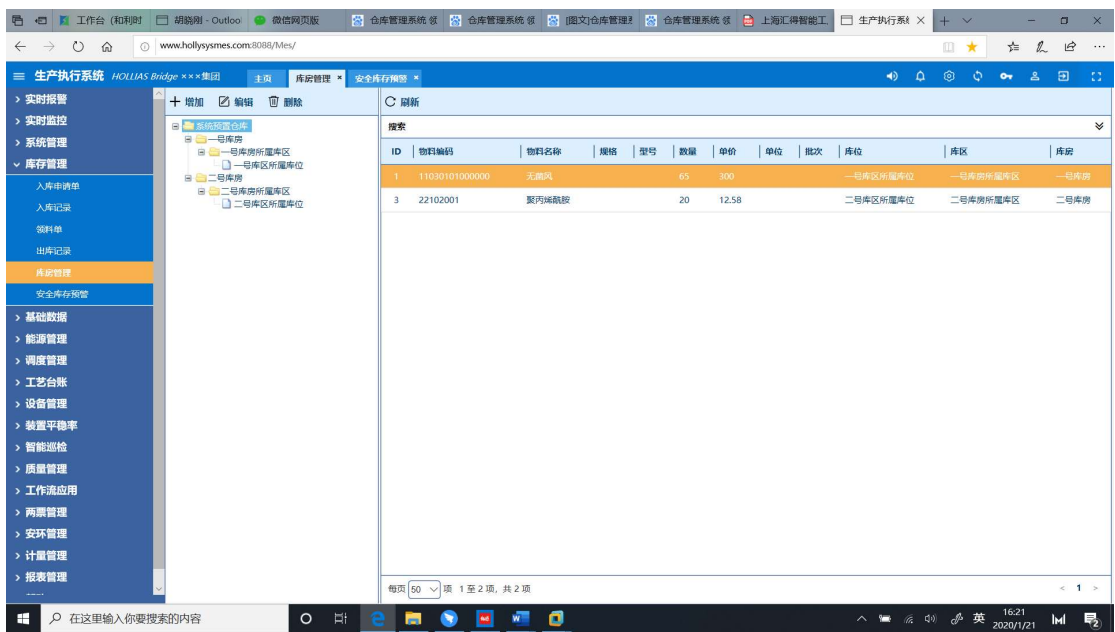 工作台 (和利时
胡晓刚 - Outloo
微信网页版
仓库管理系统 领
仓库管理系统 领
[图文]仓库管理
仓库管理系统 领
上海汇得智能工
生产执行系
www.hollysysmes.com:8088/Mes/
生产执行系统 HOLLIAS Bridge ×××集团
主页
库房管理 ×
安全库存预警 ×
实时报警
实时监控
系统管理
库存管理
入库申请单
入库记录
领料单
出库记录
库房管理
安全库存预警
基础数据
能源管理
调度管理
工艺台账
设备管理
装置平稳率
智能巡检
质量管理
工作流应用
两票管理
安环管理
计量管理
报表管理
增加 编辑 删除
系统预置仓库
一号库房
一号库房所属库区
一号库区所属库位
二号库房
二号库房所属库区
二号库区所属库位
刷新
搜索
ID 物料编码 物料名称 规格 型号 数量 单价 单位 批次 库位 库区 库房
1 11030101000000 无烟风 65 300 一号库区所属库位 一号库房所属库区 一号库房
3 22102001 聚丙烯酰胺 20 12.58 二号库区所属库位 二号库房所属库区 二号库房
每页 50 项 1 至 2 项, 共 2 项
< 1 >
在这里输入你要搜索的内容
英
16:21
2020/1/21